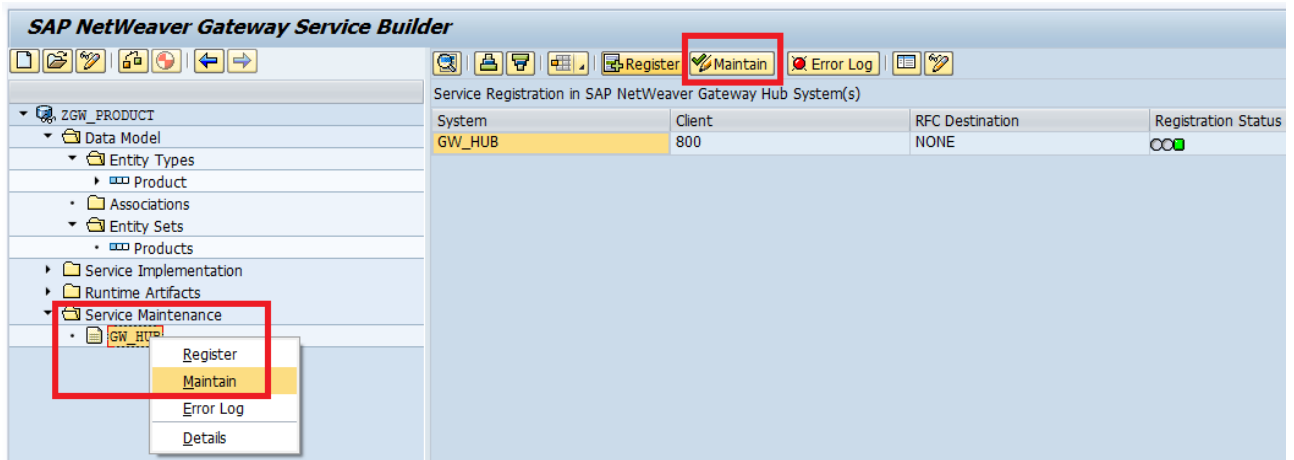 SAP NetWeaver Gateway Service Builder
Register Maintain Error Log
Service Registration in SAP NetWeaver Gateway Hub System(s)
System Client RFC Destination Registration Status
GW_HUB 800 NONE
ZGW_PRODUCT
Data Model
Entity Types
Product
Associations
Entity Sets
Products
Service Implementation
Runtime Artifacts
Service Maintenance
GW_HUB
Register
Maintain
Error Log
Details